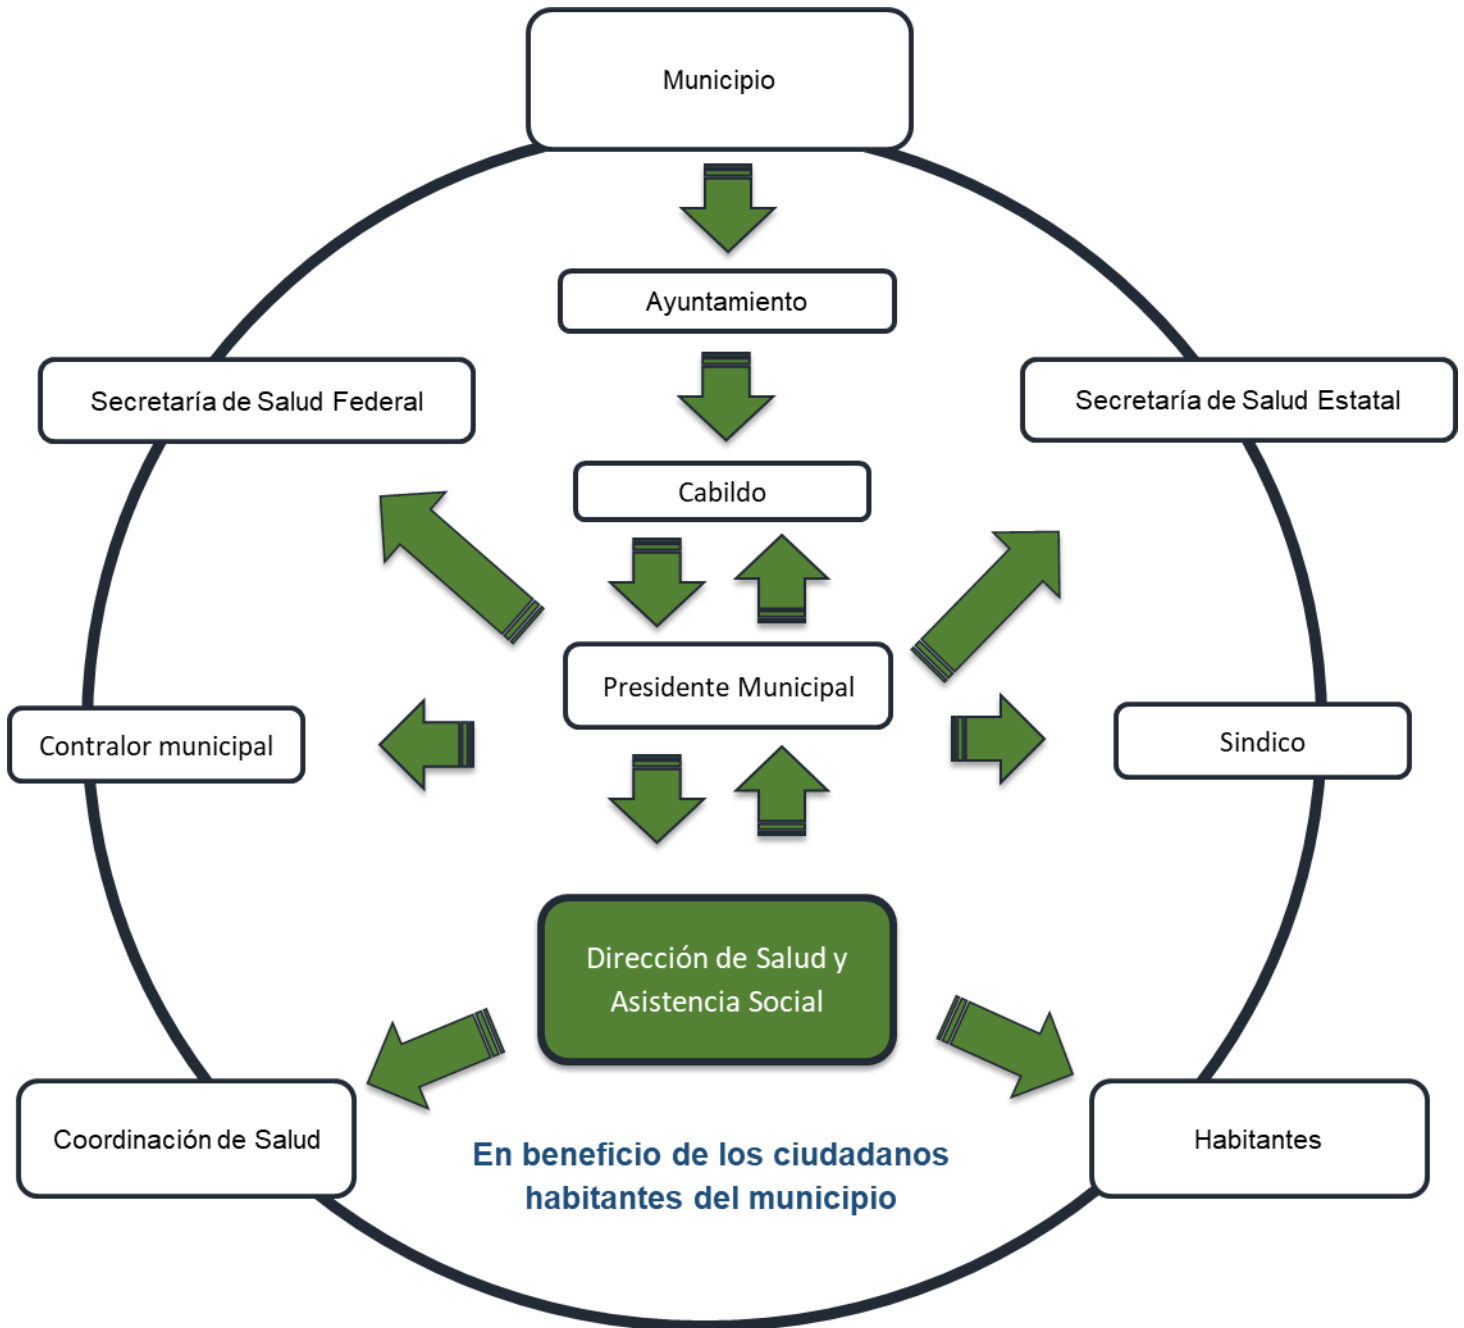 Municipio
Ayuntamiento
Secretaría de Salud Federal
Secretaría de Salud Estatal
Cabildo
Presidente Municipal
Contralor municipal
Sindico
Dirección de Salud y
Asistencia Social
Coordinación de Salud
Habitantes
En beneficio de los ciudadanos
habitantes del municipio